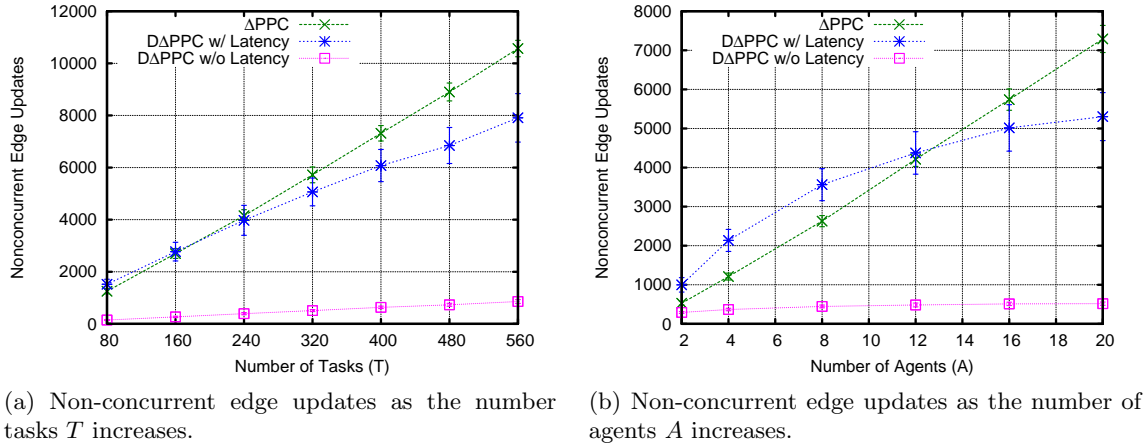 12000
10000
8000
6000
4000
2000
0
Nonconcurrent Edge Updates
ΔPPC
DΔPPC w/ Latency
DΔPPC w/o Latency
80 160 240 320 400 480 560
Number of Tasks (T)
(a) Non-concurrent edge updates as the number
tasks T increases.
8000
7000
6000
5000
4000
3000
2000
1000
0
Nonconcurrent Edge Updates
ΔPPC
DΔPPC w/ Latency
DΔPPC w/o Latency
2 4 6 8 10 12 14 16 18 20
Number of Agents (A)
(b) Non-concurrent edge updates as the number of
agents A increases.